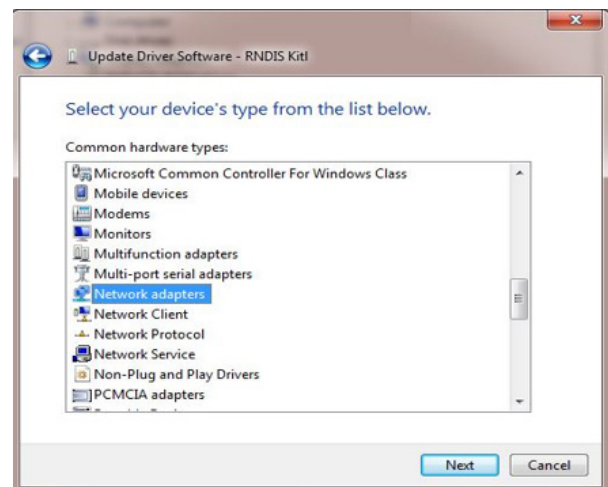 Update Driver Software - RNDIS Kitl
Select your device's type from the list below.
Common hardware types:
Microsoft Common Controller For Windows Class
Mobile devices
Modems
Monitors
Multifunction adapters
Multi-port serial adapters
Network adapters
Network Client
Network Protocol
Network Service
Non-Plug and Play Drivers
PCMCIA adapters
Next Cancel